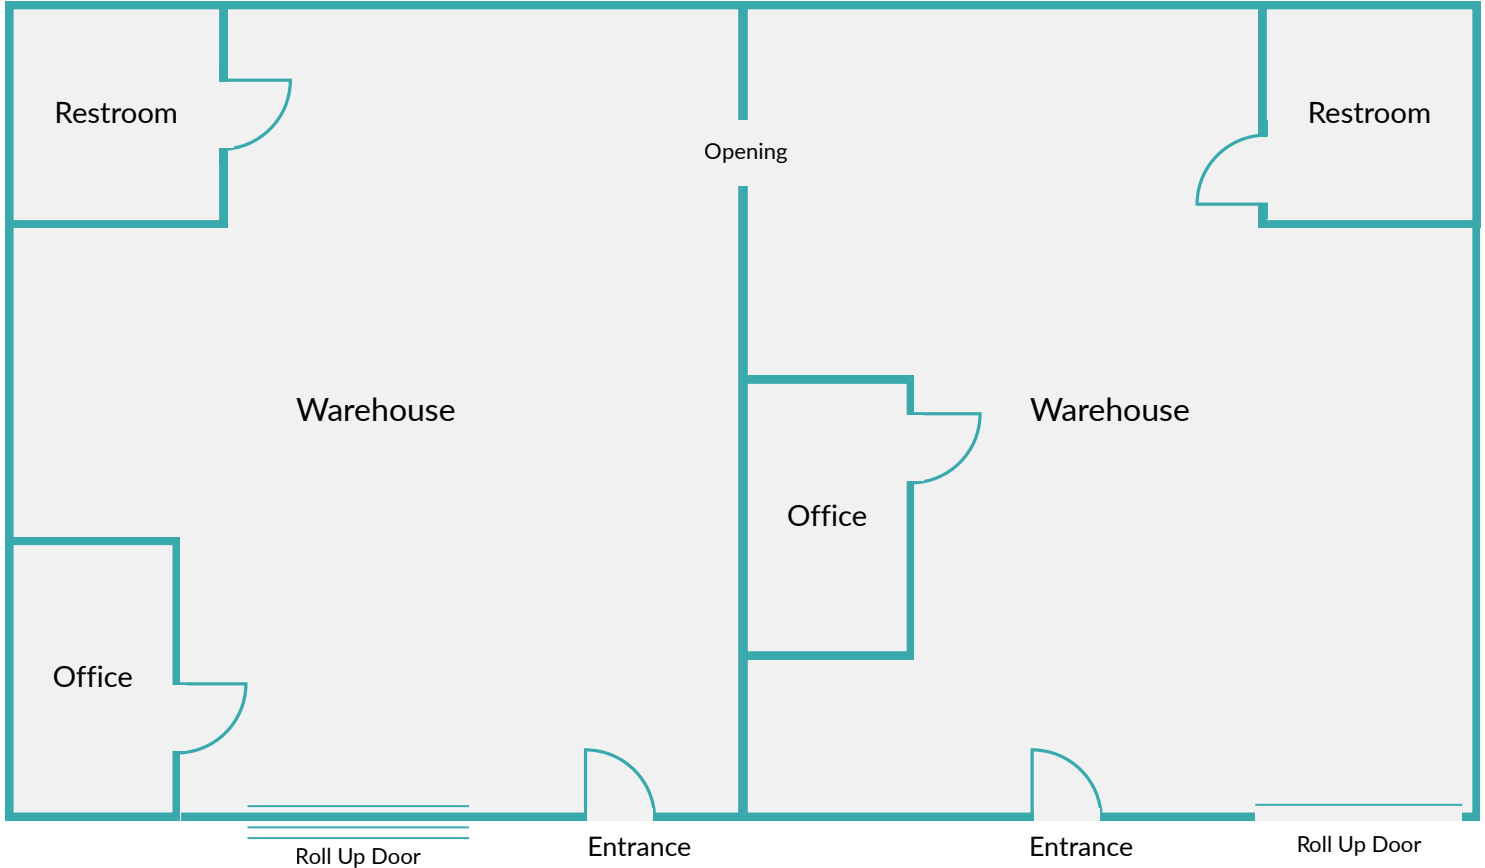 Restroom
Restroom
Opening
Warehouse
Warehouse
Office
Office
Entrance
Entrance
Roll Up Door
Roll Up Door